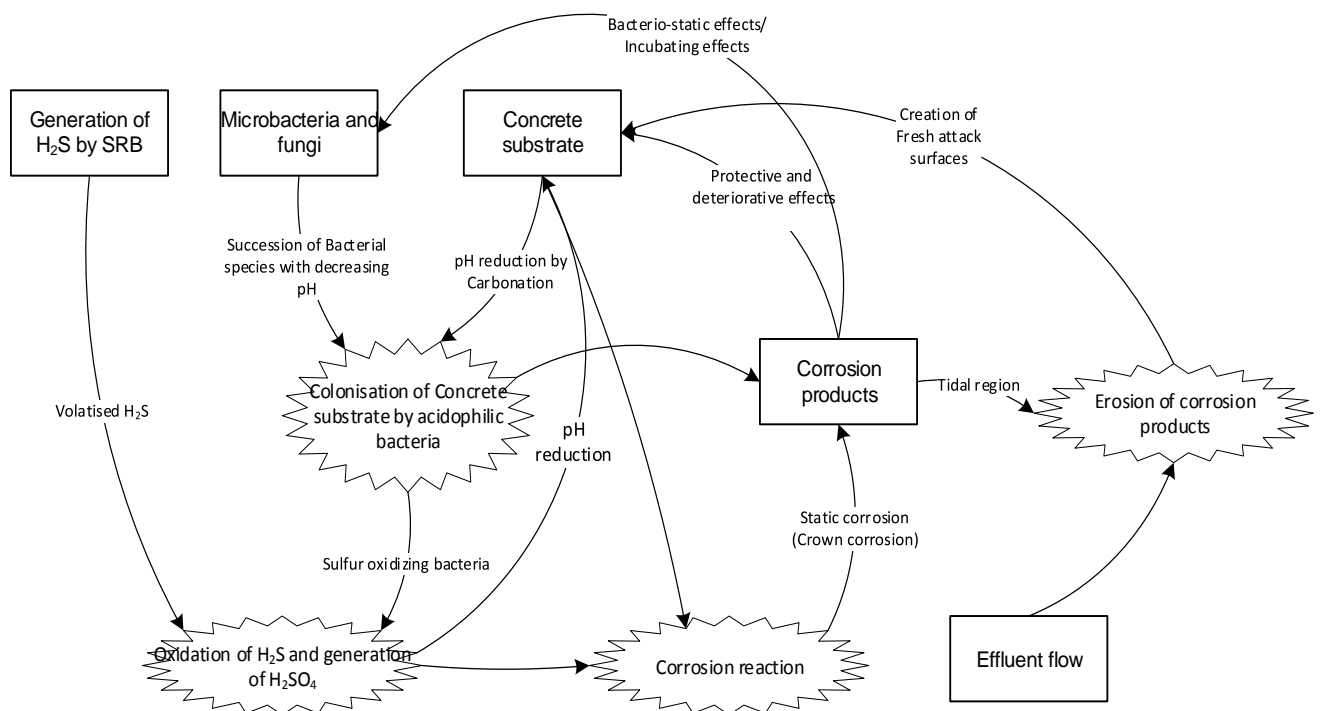 Bacterio-static effects/
Incubating effects
Generation of
H₂S by SRB
Microbacteria and
fungi
Concrete
substrate
Creation of
Fresh attack
surfaces
Protective and
deteriorative effects
Succession of Bacterial
species with decreasing
pH
pH reduction by
Carbonation
Volatised H₂S
Colonisation of Concrete
substrate by acidophilic
bacteria
pH
reduction
Corrosion
products
Tidal region
Erosion of corrosion
products
Static corrosion
(Crown corrosion)
Sulfur oxidizing bacteria
Oxidation of H₂S and generation
of H₂SO₄
Corrosion reaction
Effluent flow